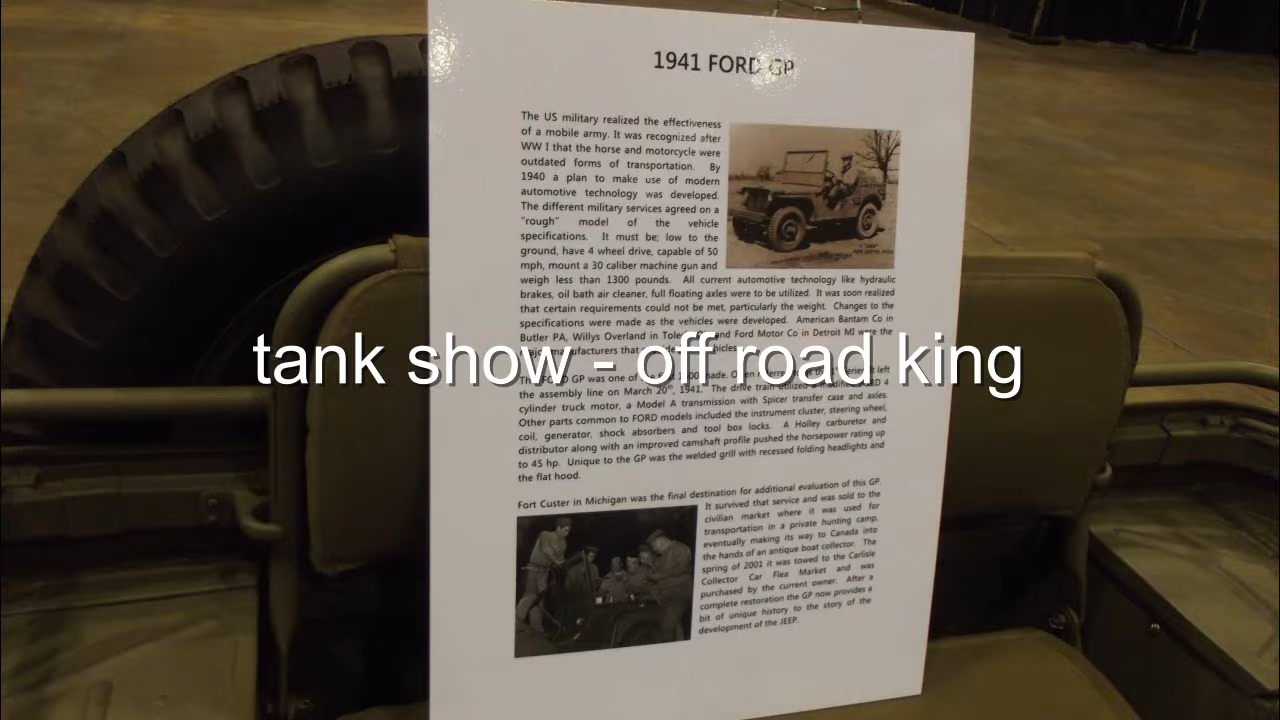 1941 FORD GP
The US military realized the effectiveness
of a mobile army. It was recognized after
WW I that the horse and motorcycle were
outdated forms of transportation. By
1940 a plan to make use of modern
automotive technology was developed.
The different military services agreed on a
"rough" model of the vehicle
specifications. It must be; low to the
ground, have 4 wheel drive, capable of 50
mph, mount a 30 caliber machine gun and
weigh less than 1300 pounds. All current automotive technology like hydraulic
brakes, oil bath air cleaner, full floating axles were to be utilized. It was soon realized
that certain requirements could not be met, particularly the weight. Changes to the
specifications were made as the vehicles were developed. American Bantam Co in
Butler PA, Willys Overland in and Ford Motor Co in Detroit MI were the
tank show - off road king
FORD GP was one of made. left
the assembly line on March 20th, 1941. The drive train utilized a modified FORD 4
cylinder truck motor, a Model A transmission with Spicer transfer case and axles.
Other parts common to FORD models included the instrument cluster, steering wheel,
coil, generator, shock absorbers and tool box locks. A Holley carburetor and
distributor along with an improved camshaft profile pushed the horsepower rating up
to 45 hp. Unique to the GP was the welded grill with recessed folding headlights and
the flat hood.
Fort Custer in Michigan was the final destination for additional evaluation of this GP.
It survived that service and was sold to the
civilian market where it was used for
transportation in a private hunting camp,
eventually making its way to Canada into
the hands of an antique boat collector. The
spring of 2001 it was towed to the Carlisle
Collector Car Flea Market and was
purchased by the current owner. After a
complete restoration the GP now provides a
bit of unique history to the story of the
development of the JEEP.